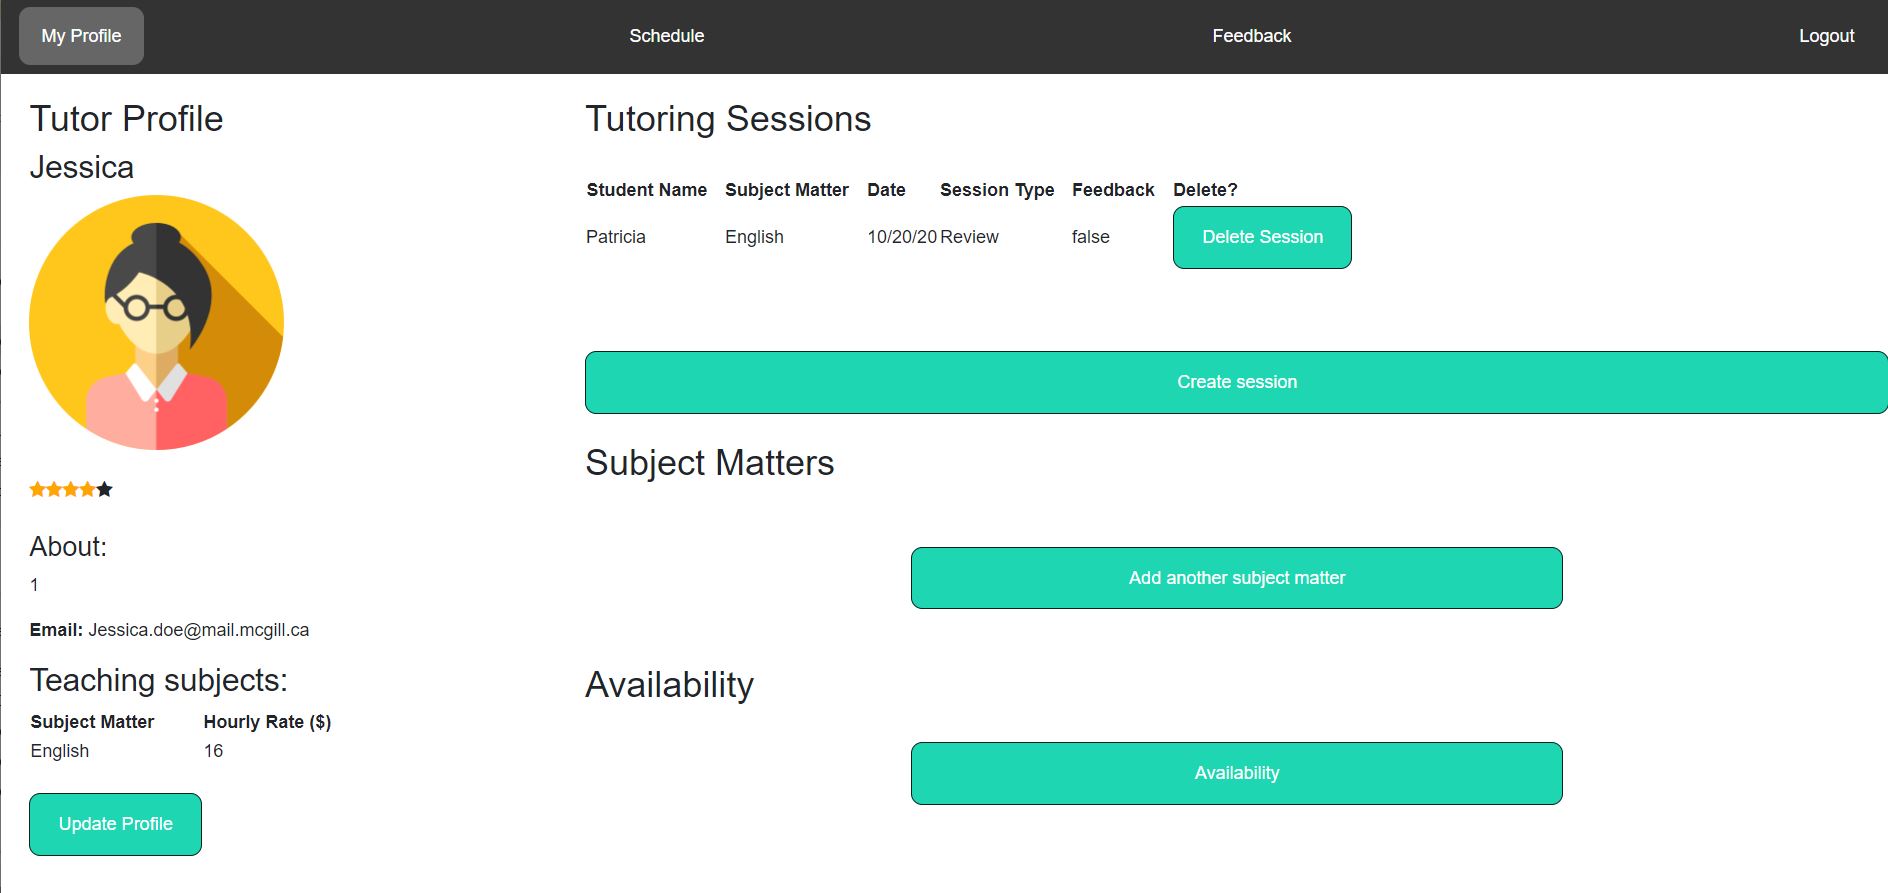 My Profile Schedule Feedback Logout
Tutor Profile
Jessica
About:
1
Email: Jessica.doe@mail.mcgill.ca
Teaching subjects:
Subject Matter Hourly Rate ($)
English 16
Update Profile
Tutoring Sessions
Student Name Subject Matter Date Session Type Feedback Delete?
Patricia English 10/20/20 Review false Delete Session
Create session
Subject Matters
Add another subject matter
Availability
Availability